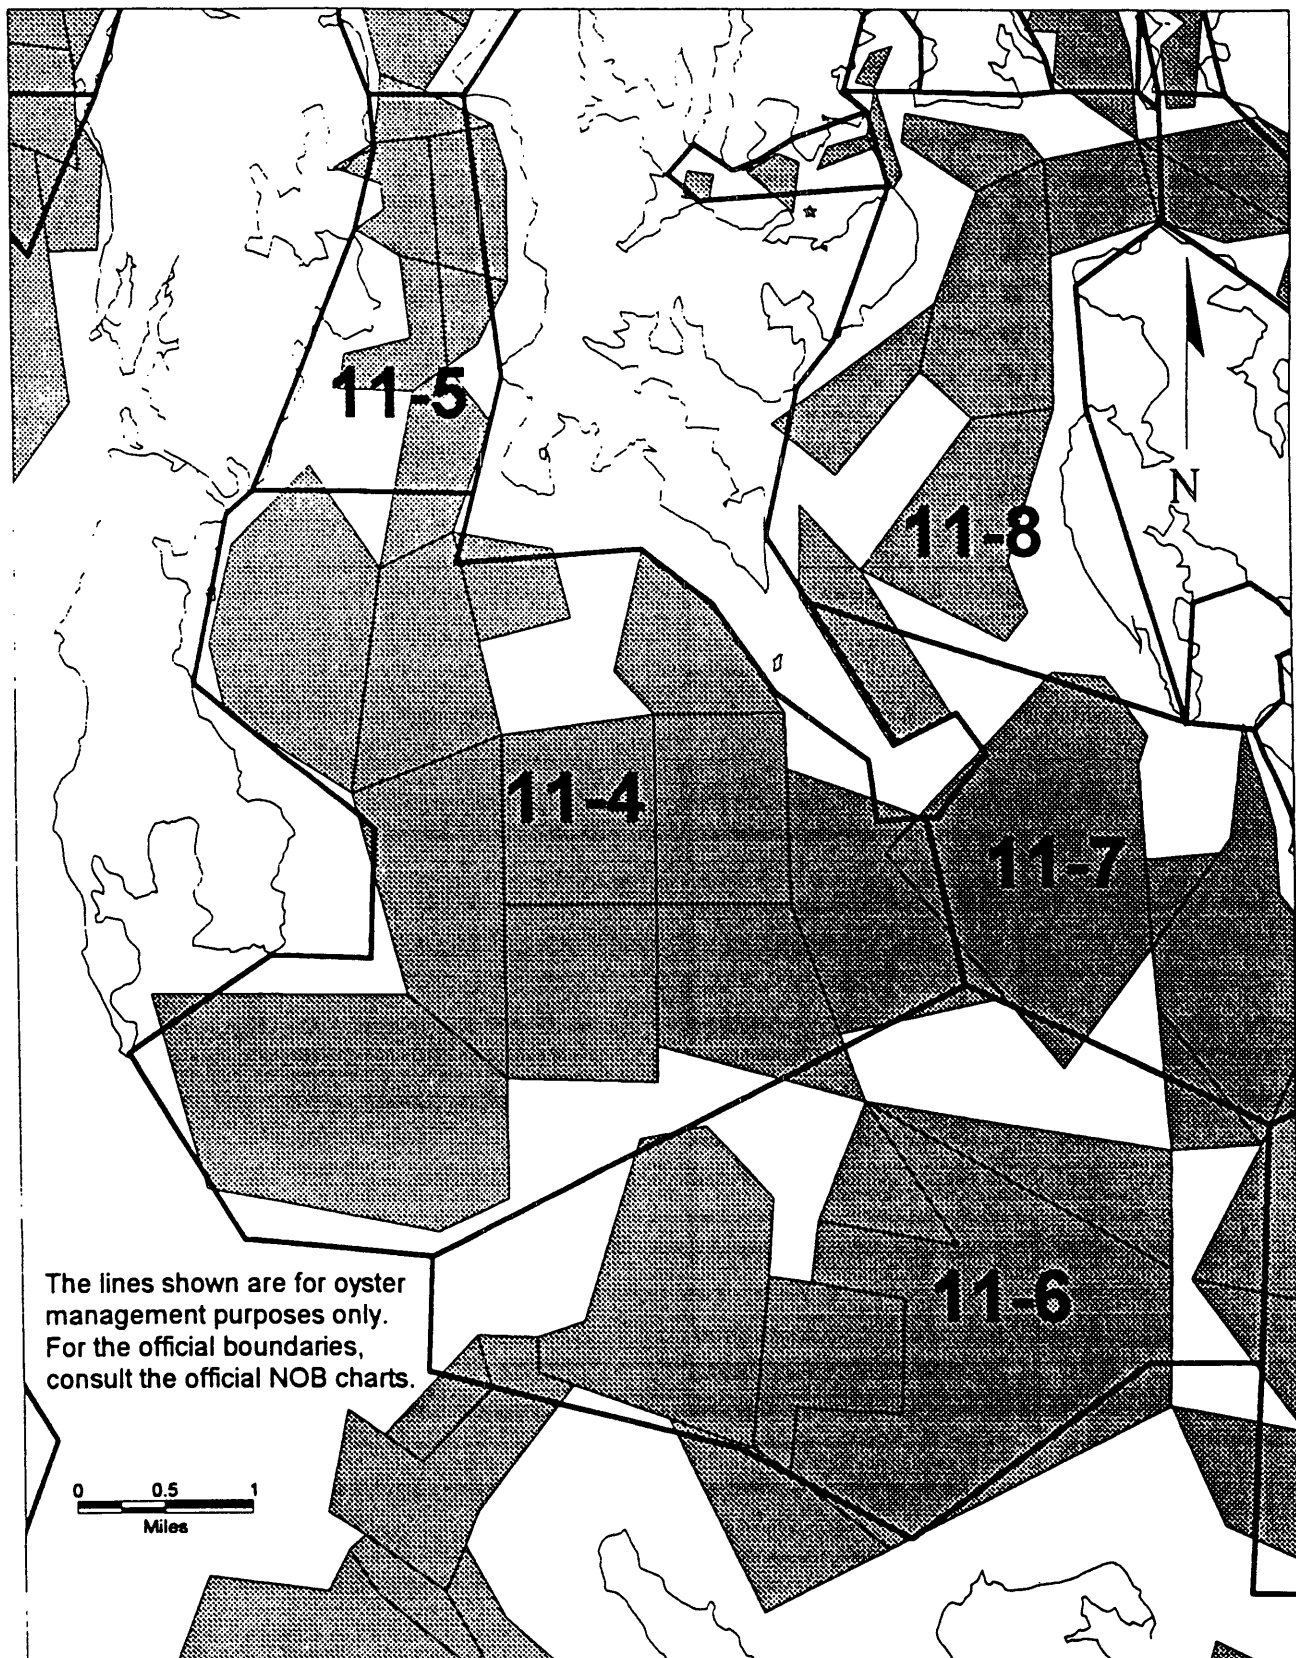 11-5
N
11-8
11-4
11-7
The lines shown are for oyster
management purposes only.
For the official boundaries,
consult the official NOB charts.
11-6
0 0.5 1
Miles